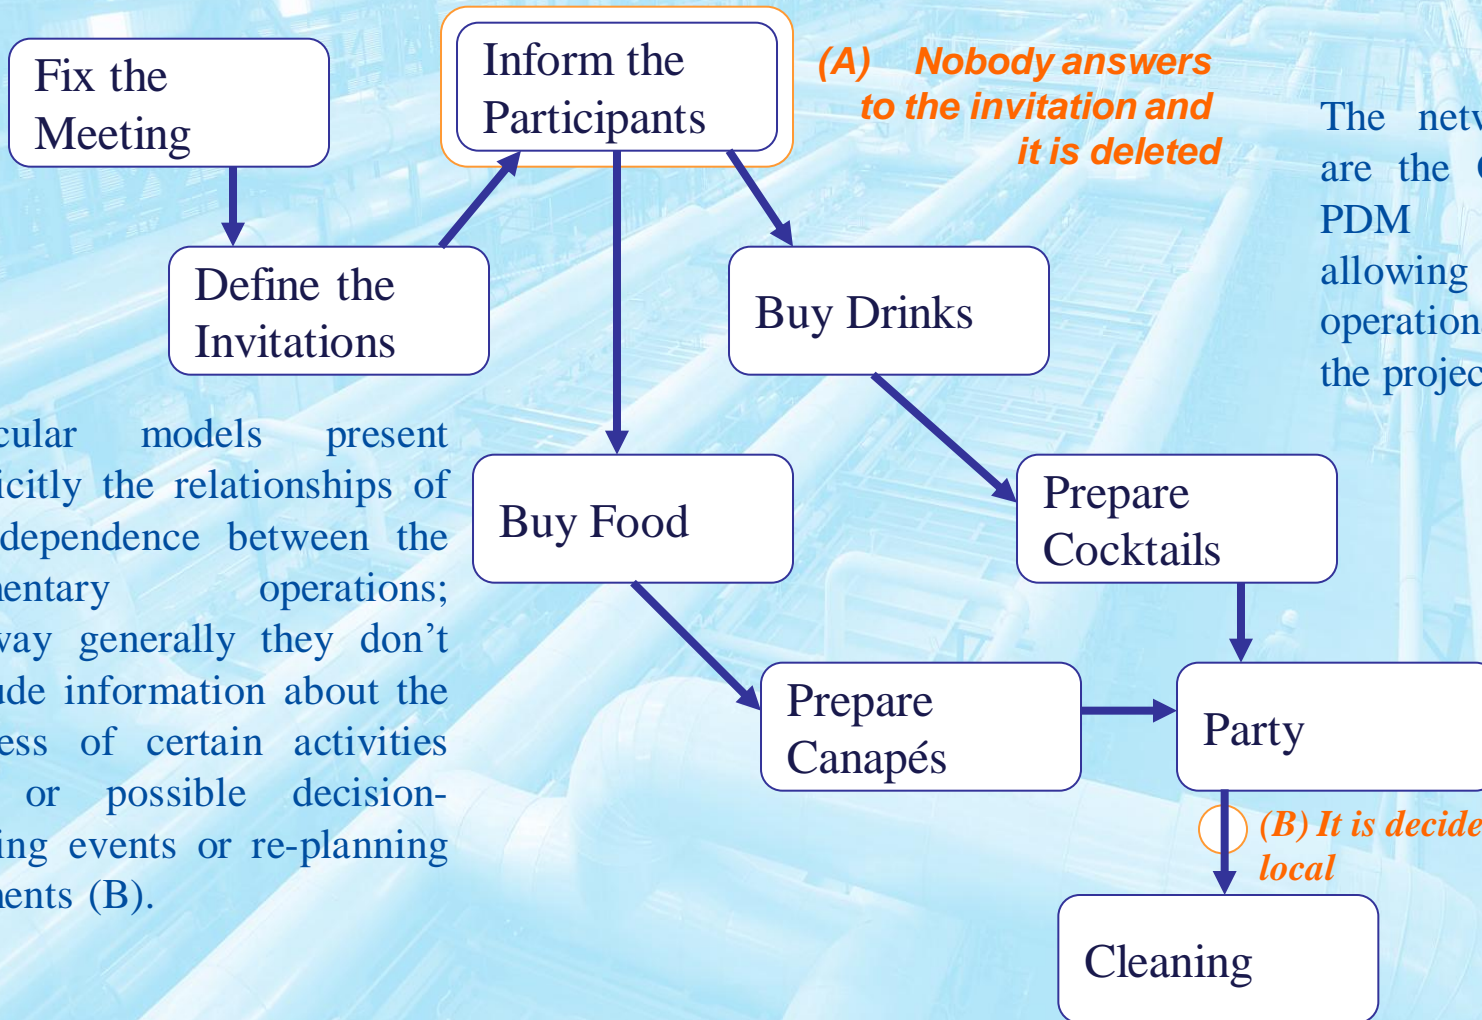 Fix the
Meeting
Inform the
Participants
(A) Nobody answers
to the invitation and
it is deleted
Define the
Invitations
Buy Drinks
The
are the
PDM
allowing
the
models present
the relationships of
between the
operations;
generally they don't
information about the
of certain activities
or possible decision-
events or re-planning
(B).
Buy Food
Prepare
Cocktails
Prepare
Canapés
Party
(B) It is
local
Cleaning